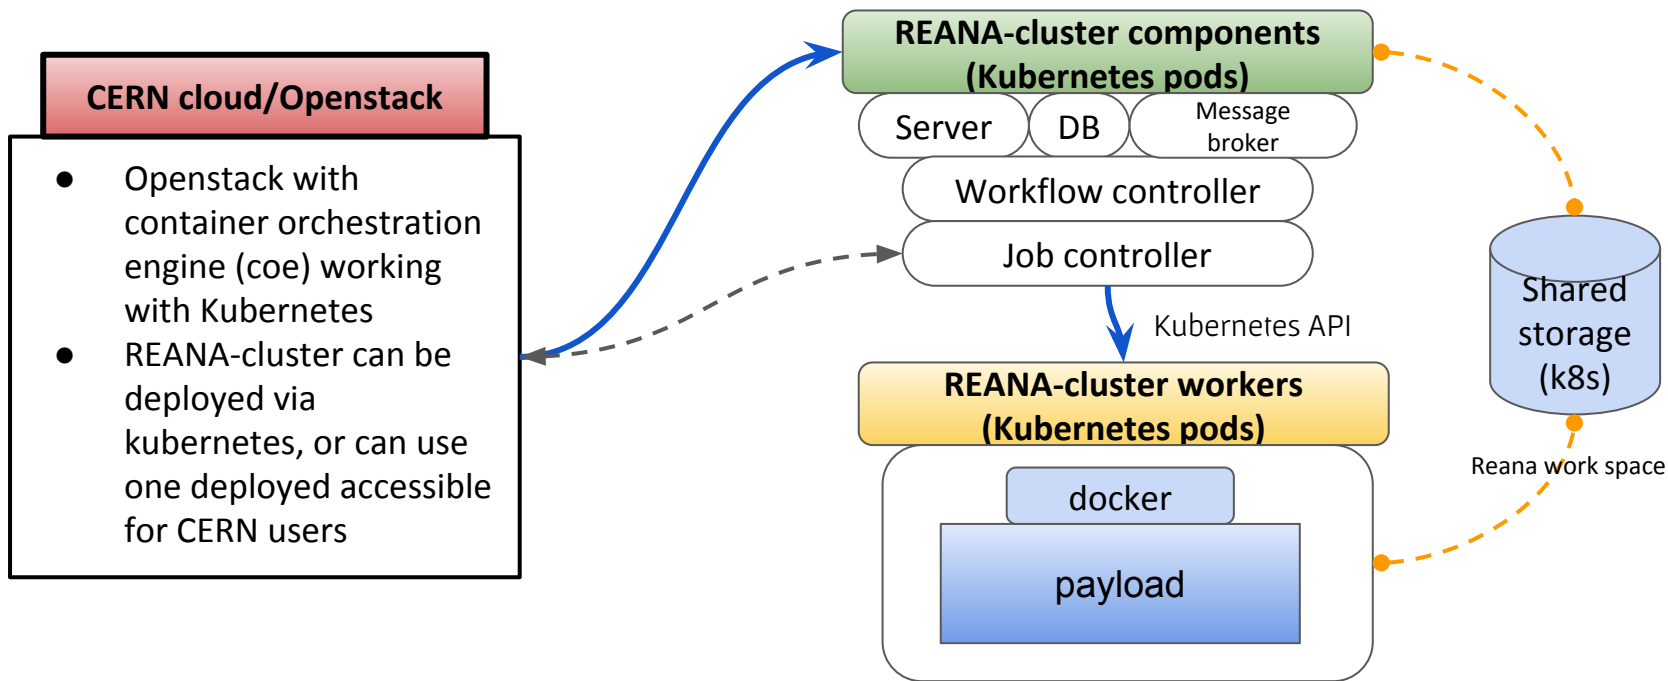 CERN cloud/Openstack
● Openstack with
container orchestration
engine (coe) working
with Kubernetes
● REANA-cluster can be
deployed via
kubernetes, or can use
one deployed accessible
for CERN users
REANA-cluster components
(Kubernetes pods)
Server
DB
Message
broker
Workflow controller
Job controller
Kubernetes API
REANA-cluster workers
(Kubernetes pods)
docker
payload
Shared
storage
(k8s)
Reana work space